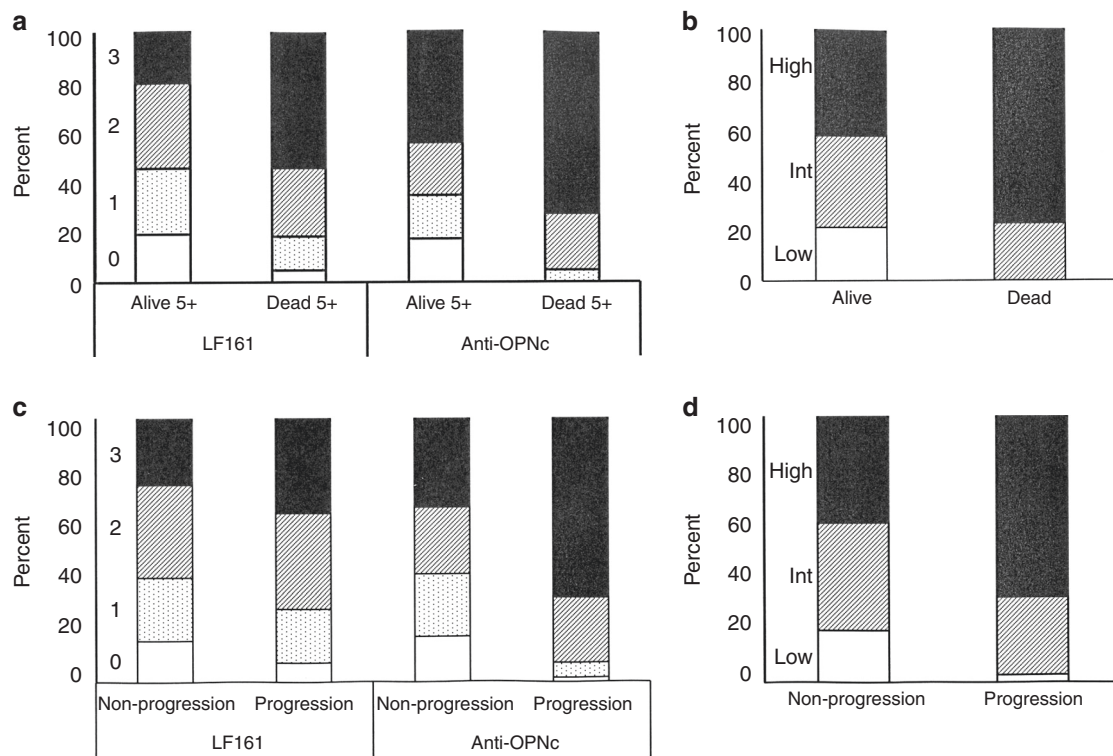 a
Percent
100
80
60
40
20
0
3
2
1
0
Alive 5+ Dead 5+ Alive 5+ Dead 5+
LF161 Anti-OPNc
b
Percent
100
80
60
40
20
0
High
Int
Low
Alive Dead
c
Percent
100
80
60
40
20
0
3
2
1
0
Non-progression Progression Non-progression Progression
LF161 Anti-OPNc
d
Percent
100
80
60
40
20
0
High
Int
Low
Non-progression Progression